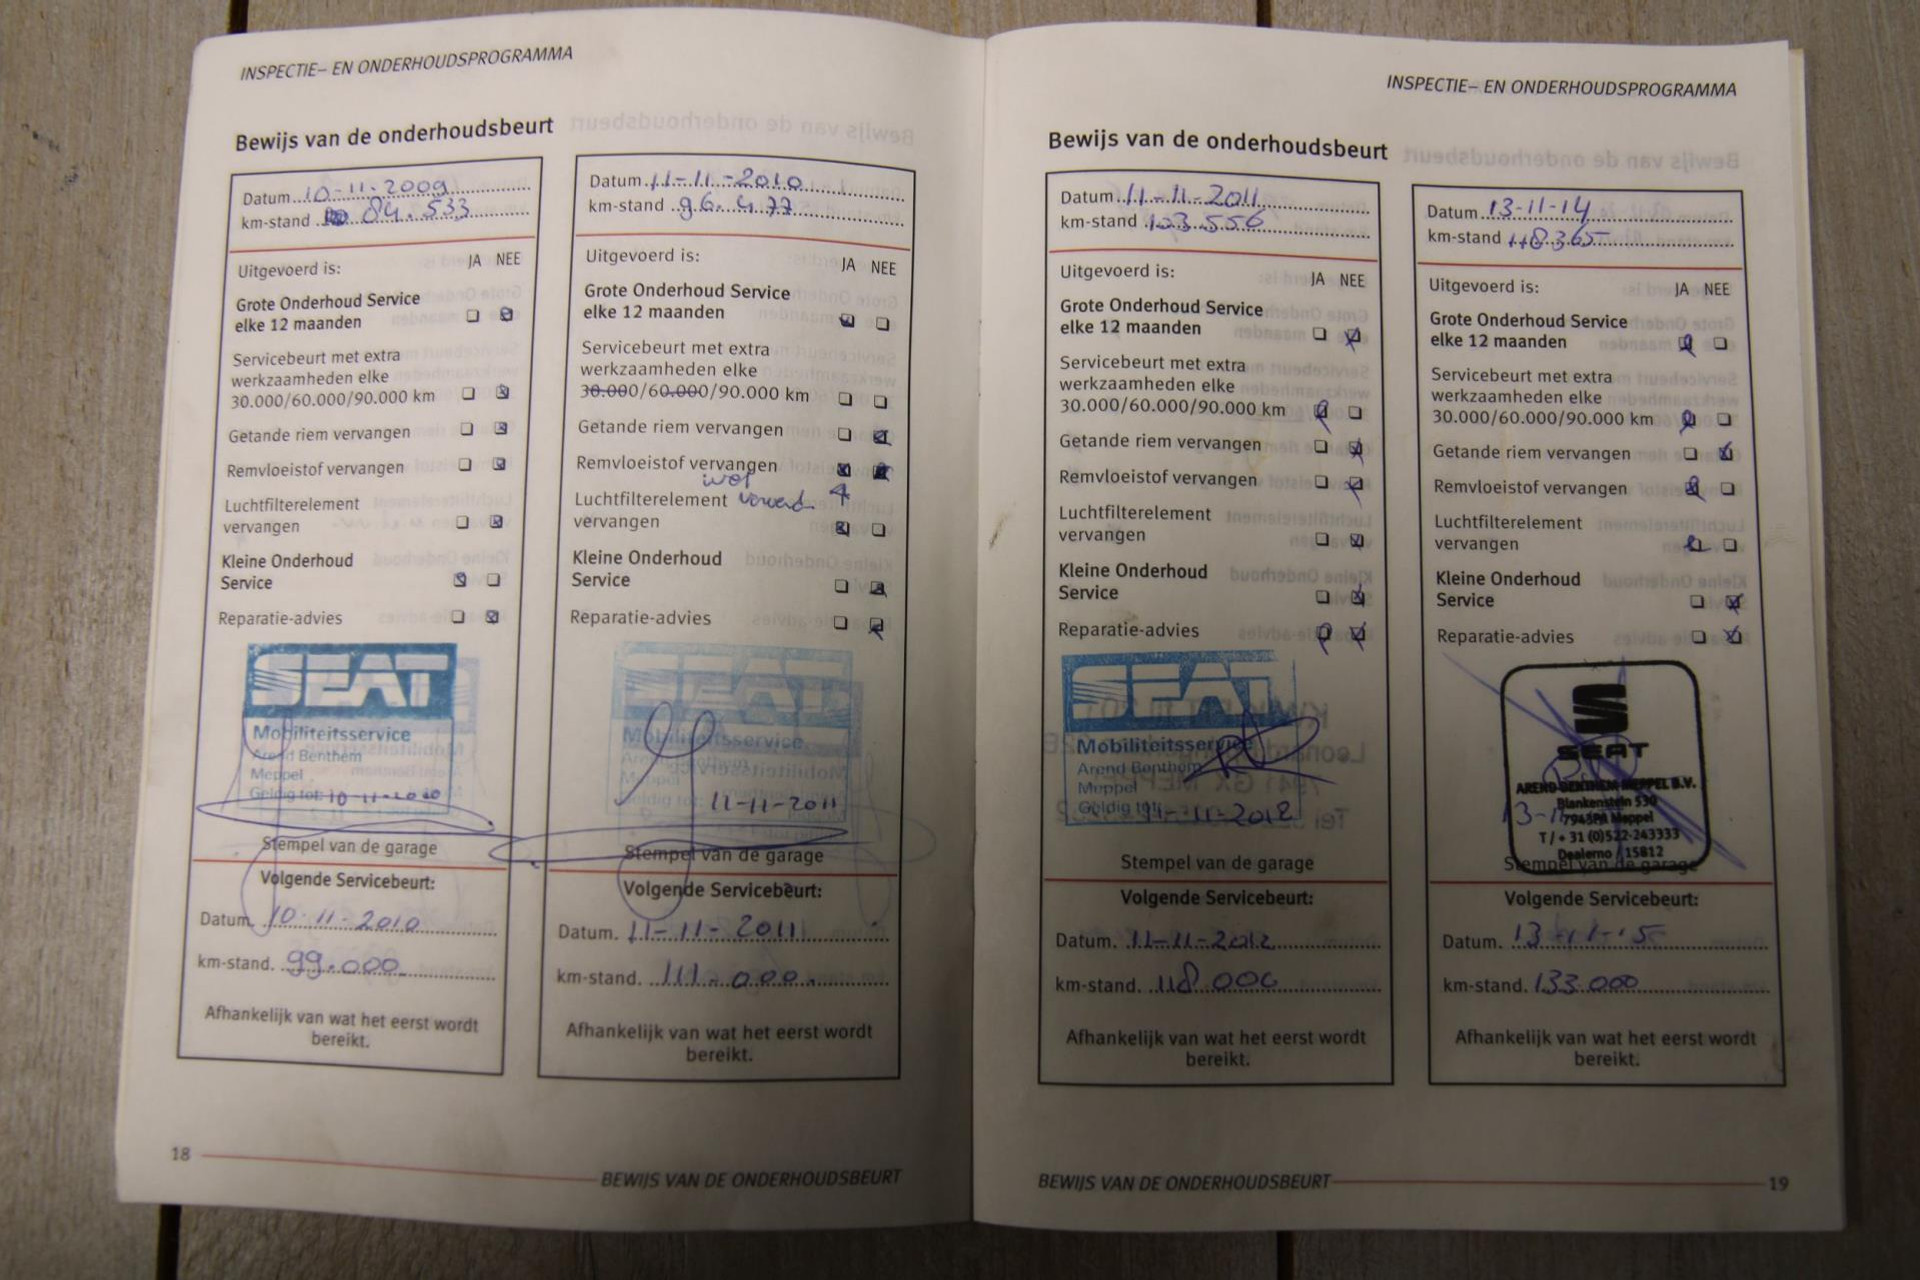 INSPECTIE– EN ONDERHOUDSPROGRAMMA
Bewijs van de onderhoudsbeurt
Datum 10-11-2009
km-stand 84.533
Uitgevoerd is:
JA NEE
Grote Onderhoud Service
elke 12 maanden
Servicebeurt met extra
werkzaamheden elke
30.000/60.000/90.000 km
Getande riem vervangen
Remvloeistof vervangen
Luchtfilterelement
vervangen
Kleine Onderhoud
Service
Reparatie-advies
SEAT
Mobiliteitsservice
Arend Benthem
Meppel
Geldig tot: 10-11-2010
Stempel van de garage
Volgende Servicebeurt:
Datum. 10-11-2010
km-stand. 99.000
Afhankelijk van wat het eerst wordt
bereikt.
Datum 11-11-2010
km-stand 96.477
Uitgevoerd is:
JA NEE
Grote Onderhoud Service
elke 12 maanden
Servicebeurt met extra
werkzaamheden elke
30.000/60.000/90.000 km
Getande riem vervangen
Remvloeistof vervangen
Luchtfilterelement
vervangen
Kleine Onderhoud
Service
Reparatie-advies
SEAT
Mobiliteitsservice
Arend Benthem
Meppel
Geldig tot: 11-11-2011
Stempel van de garage
Volgende Servicebeurt:
Datum. 11-11-2011
km-stand. 111.000
Afhankelijk van wat het eerst wordt
bereikt.
18
BEWIJS VAN DE ONDERHOUDSBEURT
INSPECTIE– EN ONDERHOUDSPROGRAMMA
Bewijs van de onderhoudsbeurt
Datum 11-11-2011
km-stand 103.556
Uitgevoerd is:
JA NEE
Grote Onderhoud Service
elke 12 maanden
Servicebeurt met extra
werkzaamheden elke
30.000/60.000/90.000 km
Getande riem vervangen
Remvloeistof vervangen
Luchtfilterelement
vervangen
Kleine Onderhoud
Service
Reparatie-advies
SEAT
Mobiliteitsservice
Arend Benthem
Meppel
Geldig tot: 11-11-2012
Stempel van de garage
Volgende Servicebeurt:
Datum. 11-11-2012
km-stand. 118.000
Afhankelijk van wat het eerst wordt
bereikt.
Datum 13-11-14
km-stand 118365
Uitgevoerd is:
JA NEE
Grote Onderhoud Service
elke 12 maanden
Servicebeurt met extra
werkzaamheden elke
30.000/60.000/90.000 km
Getande riem vervangen
Remvloeistof vervangen
Luchtfilterelement
vervangen
Kleine Onderhoud
Service
Reparatie-advies
SEAT
AREND BENTHEM MEPPEL B.V.
Blankenstein 530
7943PA Meppel
T / + 31 (0)522-243333
Dealerno / 15812
Stempel van de garage
Volgende Servicebeurt:
Datum. 13-11-15
km-stand. 133.000
Afhankelijk van wat het eerst wordt
bereikt.
BEWIJS VAN DE ONDERHOUDSBEURT
19